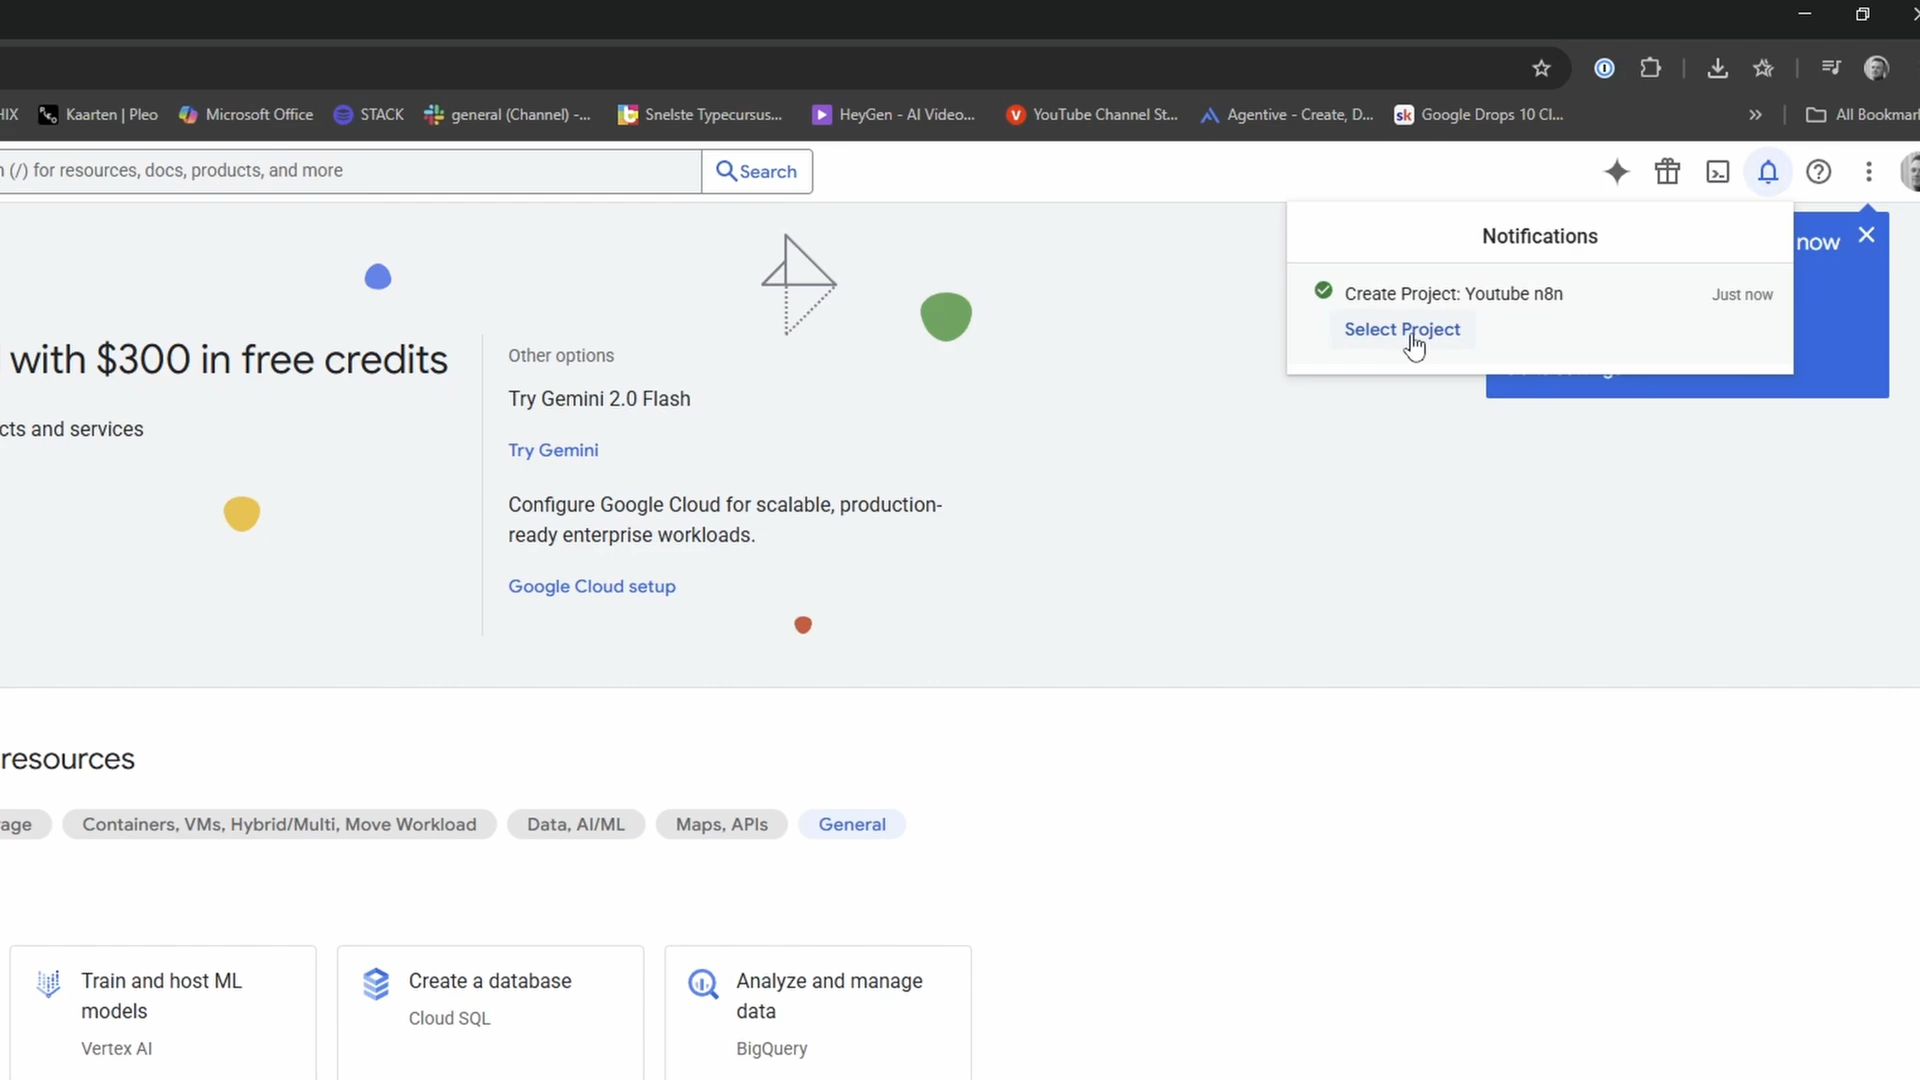 HIX
Kaarten | Pleo
Microsoft Office
STACK
general (Channel) -...
Snelste Typecursus...
HeyGen - AI Video...
YouTube Channel St...
Agentive - Create, D...
sk
Google Drops 10 Cl...
»
All Bookmark
(/) for resources, docs, products, and more
Search
Notifications
now
Create Project: Youtube n8n
Just now
Select Project
with $300 in free credits
Other options
Try Gemini 2.0 Flash
cts and services
Try Gemini
Configure Google Cloud for scalable, production-
ready enterprise workloads.
Google Cloud setup
resources
age
Containers, VMs, Hybrid/Multi, Move Workload
Data, AI/ML
Maps, APIs
General
Train and host ML
models
Vertex AI
Create a database
Cloud SQL
Analyze and manage
data
BigQuery